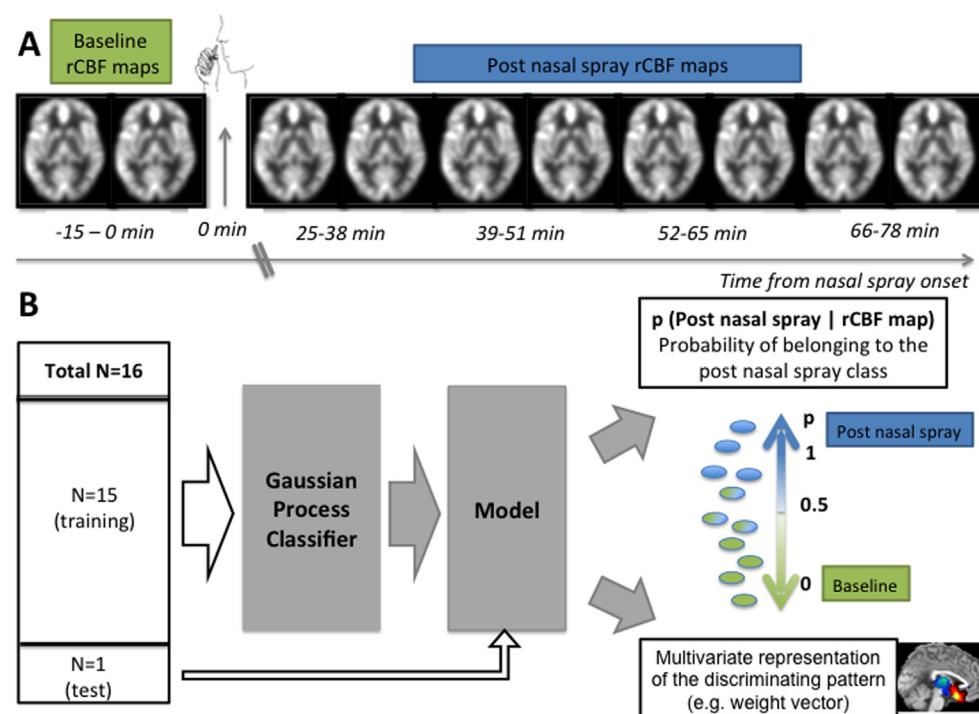 A
Baseline
rCBF maps
Post nasal spray rCBF maps
-15 – 0 min
0 min
25-38 min
39-51 min
52-65 min
66-78 min
Time from nasal spray onset
B
Total N=16
N=15
(training)
N=1
(test)
Gaussian
Process
Classifier
Model
p (Post nasal spray | rCBF map)
Probability of belonging to the
post nasal spray class
p
Post nasal spray
1
0.5
0
Baseline
Multivariate representation
of the discriminating pattern
(e.g. weight vector)